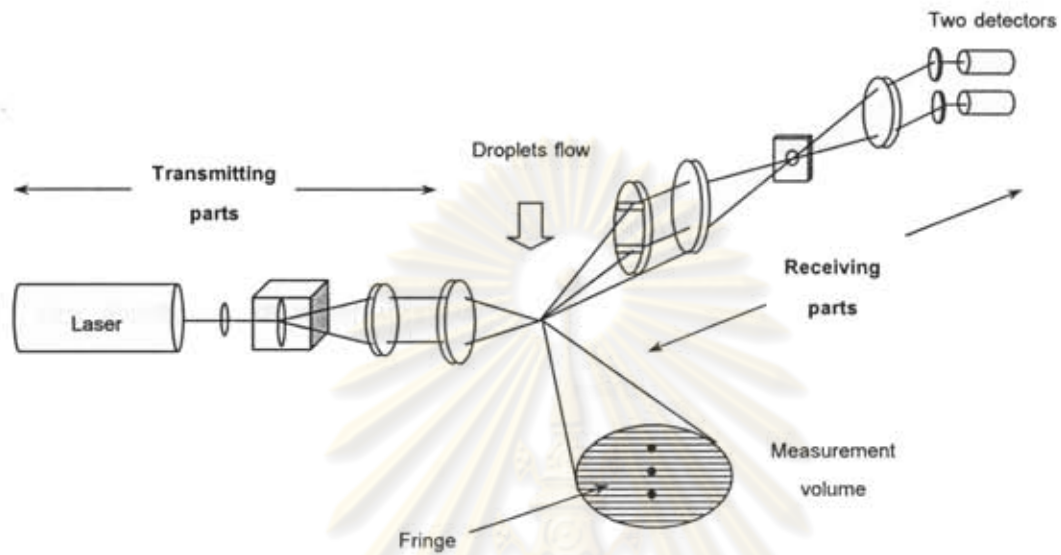 Two detectors
Droplets flow
Transmitting
parts
Receiving
parts
Laser
Measurement
volume
Fringe